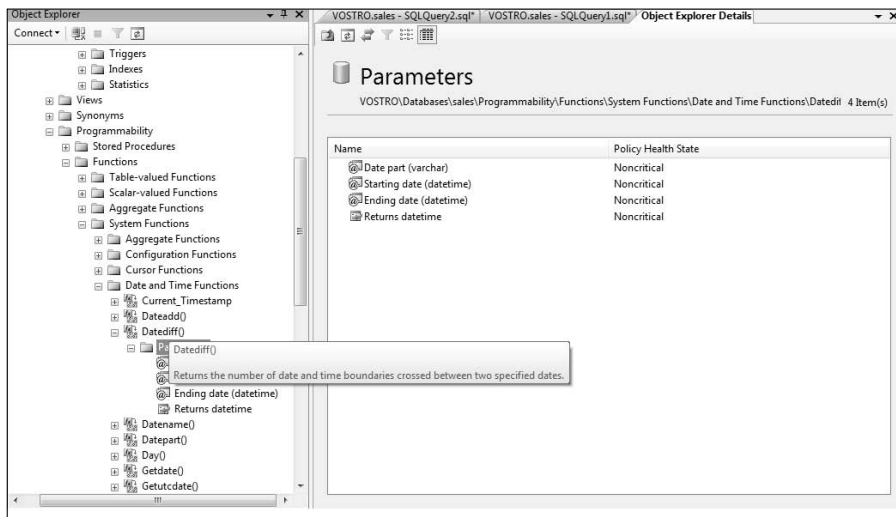 Object Explorer
Connect
Triggers
Indexes
Statistics
Views
Synonyms
Programmability
Stored Procedures
Functions
Table-valued Functions
Scalar-valued Functions
Aggregate Functions
System Functions
Aggregate Functions
Configuration Functions
Cursor Functions
Date and Time Functions
Current_Timestamp
Dateadd()
Datediff()
Pa
Datediff()
Returns the number of date and time boundaries crossed between two specified dates.
Ending date (datetime)
Returns datetime
Datename()
Datepart()
Day()
Getdate()
Getutcdate()
VOSTRO.sales - SQLQuery2.sql*
VOSTRO.sales - SQLQuery1.sql*
Object Explorer Details
Parameters
VOSTRO\Databases\sales\Programmability\Functions\System Functions\Date and Time Functions\Datedif
4 Item(s)
Name Policy Health State
Date part (varchar) Noncritical
Starting date (datetime) Noncritical
Ending date (datetime) Noncritical
Returns datetime Noncritical